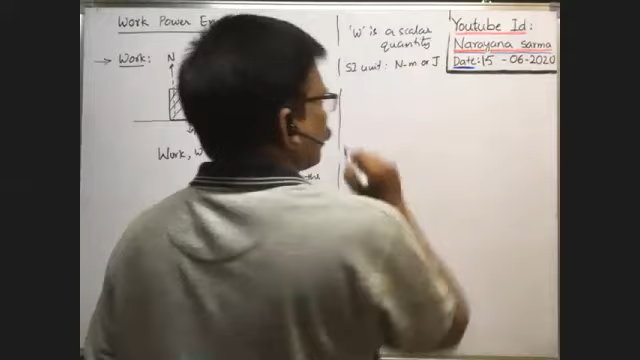 Work Power En
→ Work:
N
Work, W
the
'W' is a scalar
quantity
SI unit: N-m or J
Youtube Id:
Narayana sarma
Date: 15-06-2020